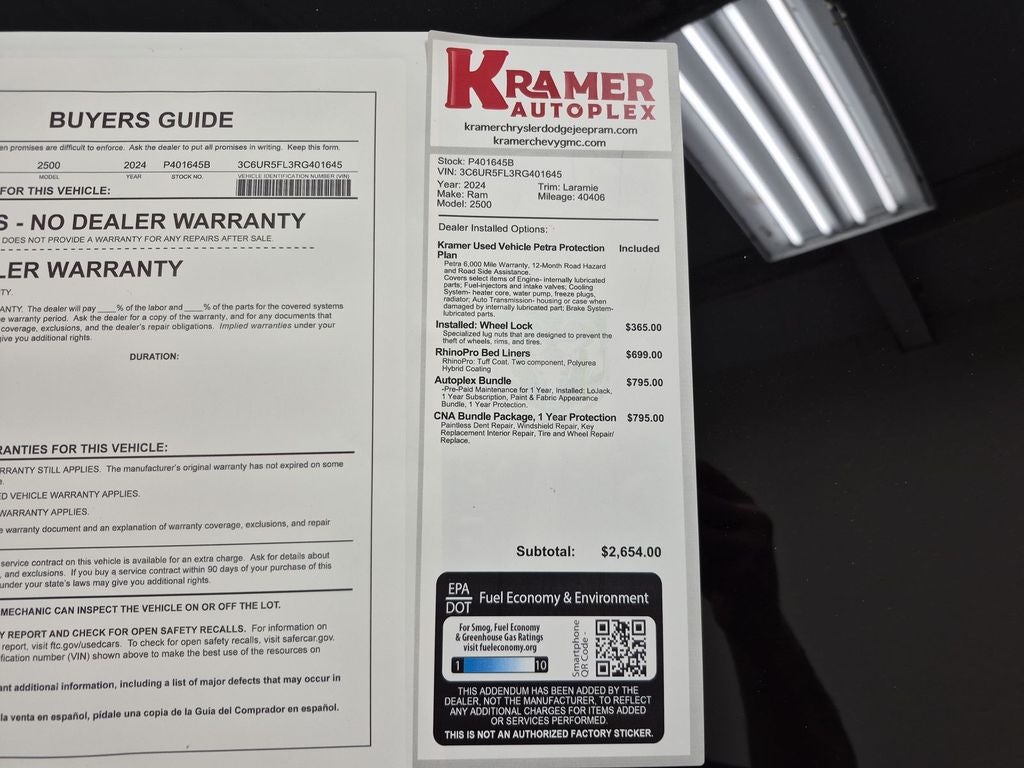 BUYERS GUIDE
en promises are difficult to enforce. Ask the dealer to put all promises in writing. Keep this form.
2500 2024 P401645B 3C6UR5FL3RG401645
MODEL YEAR STOCK NO. VEHICLE IDENTIFICATION NUMBER (VIN)
FOR THIS VEHICLE:
S - NO DEALER WARRANTY
DOES NOT PROVIDE A WARRANTY FOR ANY REPAIRS AFTER SALE.
LER WARRANTY
TY.
ANTY. The dealer will pay ____% of the labor and ____% of the parts for the covered systems
e warranty period. Ask the dealer for a copy of the warranty, and for any documents that
coverage, exclusions, and the dealer's repair obligations. Implied warranties under your
give you additional rights.
DURATION:
RANTIES FOR THIS VEHICLE:
RRANTY STILL APPLIES. The manufacturer's original warranty has not expired on some
e.
D VEHICLE WARRANTY APPLIES.
WARRANTY APPLIES.
e warranty document and an explanation of warranty coverage, exclusions, and repair
service contract on this vehicle is available for an extra charge. Ask for details about
, and exclusions. If you buy a service contract within 90 days of your purchase of this
under your state's laws may give you additional rights.
MECHANIC CAN INSPECT THE VEHICLE ON OR OFF THE LOT.
Y REPORT AND CHECK FOR OPEN SAFETY RECALLS. For information on
report, visit ftc.gov/usedcars. To check for open safety recalls, visit safercar.gov.
fication number (VIN) shown above to make the best use of the resources on
ant additional information, including a list of major defects that may occur in
la venta en español, pídale una copia de la Guía del Comprador en español.
KRAMER
AUTOPLEX
kramerchryslerdodgejeepram.com
kramerchevygmc.com
Stock: P401645B
VIN: 3C6UR5FL3RG401645
Year: 2024 Trim: Laramie
Make: Ram Mileage: 40406
Model: 2500
Dealer Installed Options:
Kramer Used Vehicle Petra Protection Included
Plan
Petra 6,000 Mile Warranty, 12-Month Road Hazard
and Road Side Assistance.
Covers select items of Engine- internally lubricated
parts; Fuel-injectors and intake valves; Cooling
System- heater core, water pump, freeze plugs,
radiator; Auto Transmission- housing or case when
damaged by internally lubricated part; Brake System-
lubricated parts.
Installed: Wheel Lock $365.00
Specialized lug nuts that are designed to prevent the
theft of wheels, rims, and tires.
RhinoPro Bed Liners $699.00
RhinoPro: Tuff Coat. Two component, Polyurea
Hybrid Coating
Autoplex Bundle $795.00
-Pre-Paid Maintenance for 1 Year, Installed: LoJack,
1 Year Subscription, Paint & Fabric Appearance
Bundle, 1 Year Protection.
CNA Bundle Package, 1 Year Protection $795.00
Paintless Dent Repair, Windshield Repair, Key
Replacement Interior Repair, Tire and Wheel Repair/
Replace.
Subtotal: $2,654.00
EPA
DOT Fuel Economy & Environment
For Smog, Fuel Economy
& Greenhouse Gas Ratings
visit fueleconomy.org
1 10
Smartphone
QR Code -
THIS ADDENDUM HAS BEEN ADDED BY THE
DEALER, NOT THE MANUFACTURER, TO REFLECT
ANY ADDITIONAL CHARGES FOR ITEMS ADDED
OR SERVICES PERFORMED.
THIS IS NOT AN AUTHORIZED FACTORY STICKER.